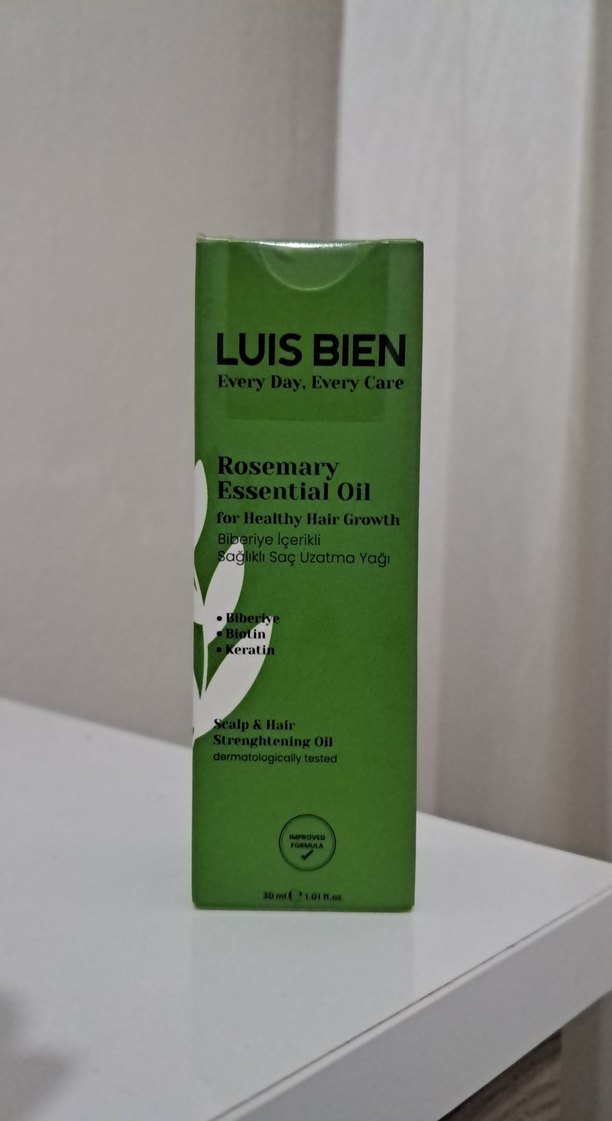 LUIS BIEN
Every Day, Every Care
Rosemary
Essential Oil
for Healthy Hair Growth
Biberiye İçerikli
Sağlıklı Saç Uzatma Yağı
• Biberiye
• Biotin
• Keratin
Scalp & Hair
Strenghtening Oil
dermatologically tested
IMPROVED
FORMULA
30 ml ℮ 1.01 fl oz